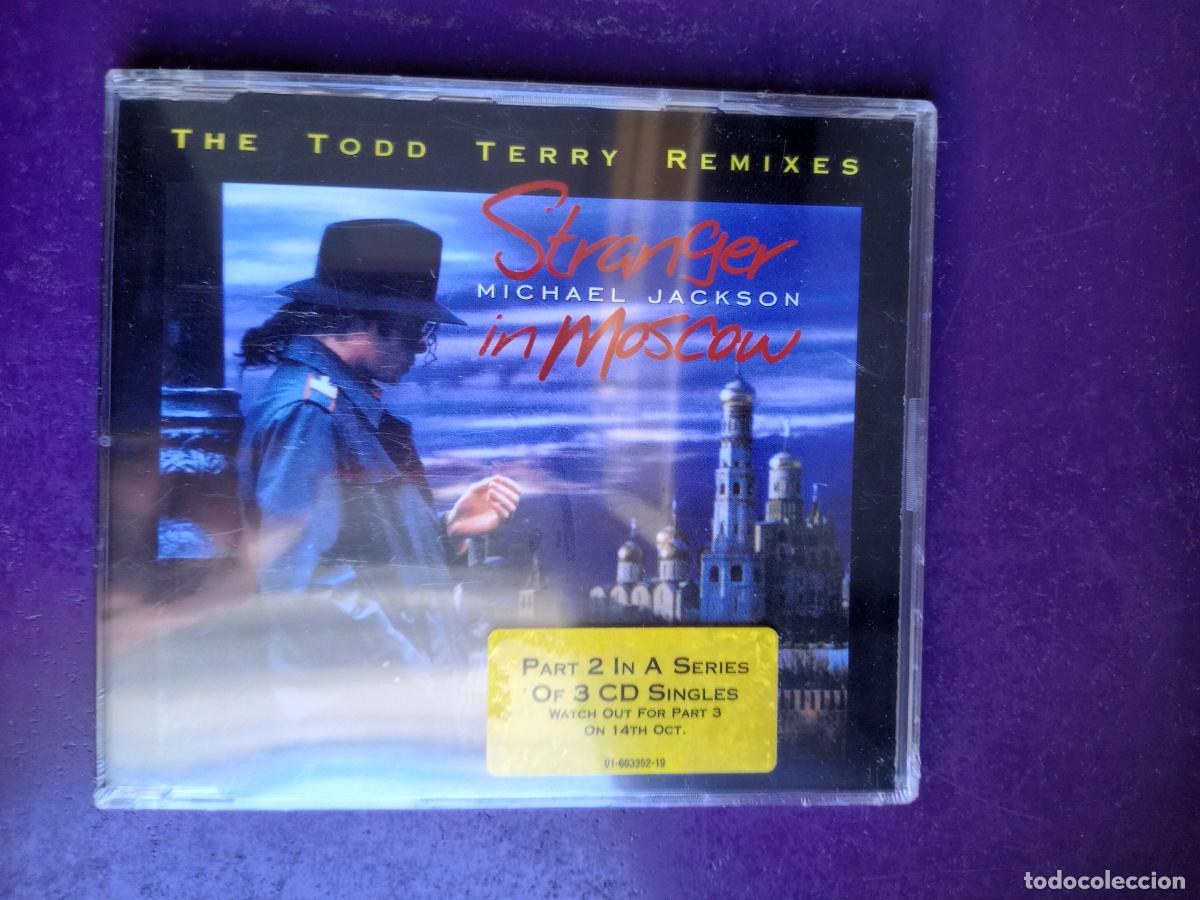 THE TODD TERRY REMIXES
Stranger
MICHAEL JACKSON
in Moscow
PART 2 IN A SERIES
OF 3 CD SINGLES
WATCH OUT FOR PART 3
ON 14TH OCT.
01-663352-19
todocoleccion